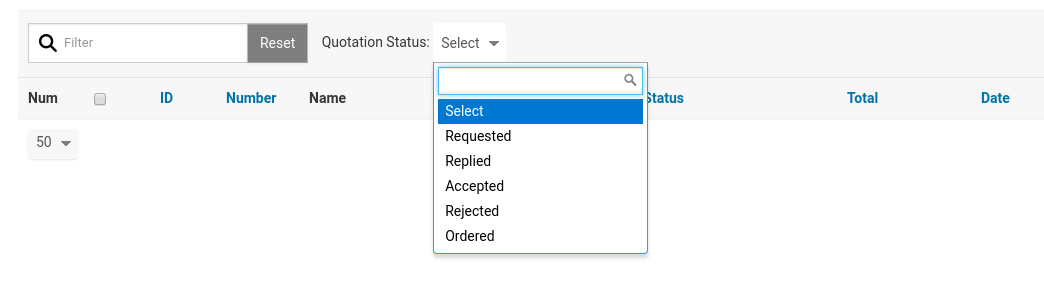 Filter Reset Quotation Status: Select
Num ID Number Name Status Total Date
Select
Requested
50
Replied
Accepted
Rejected
Ordered